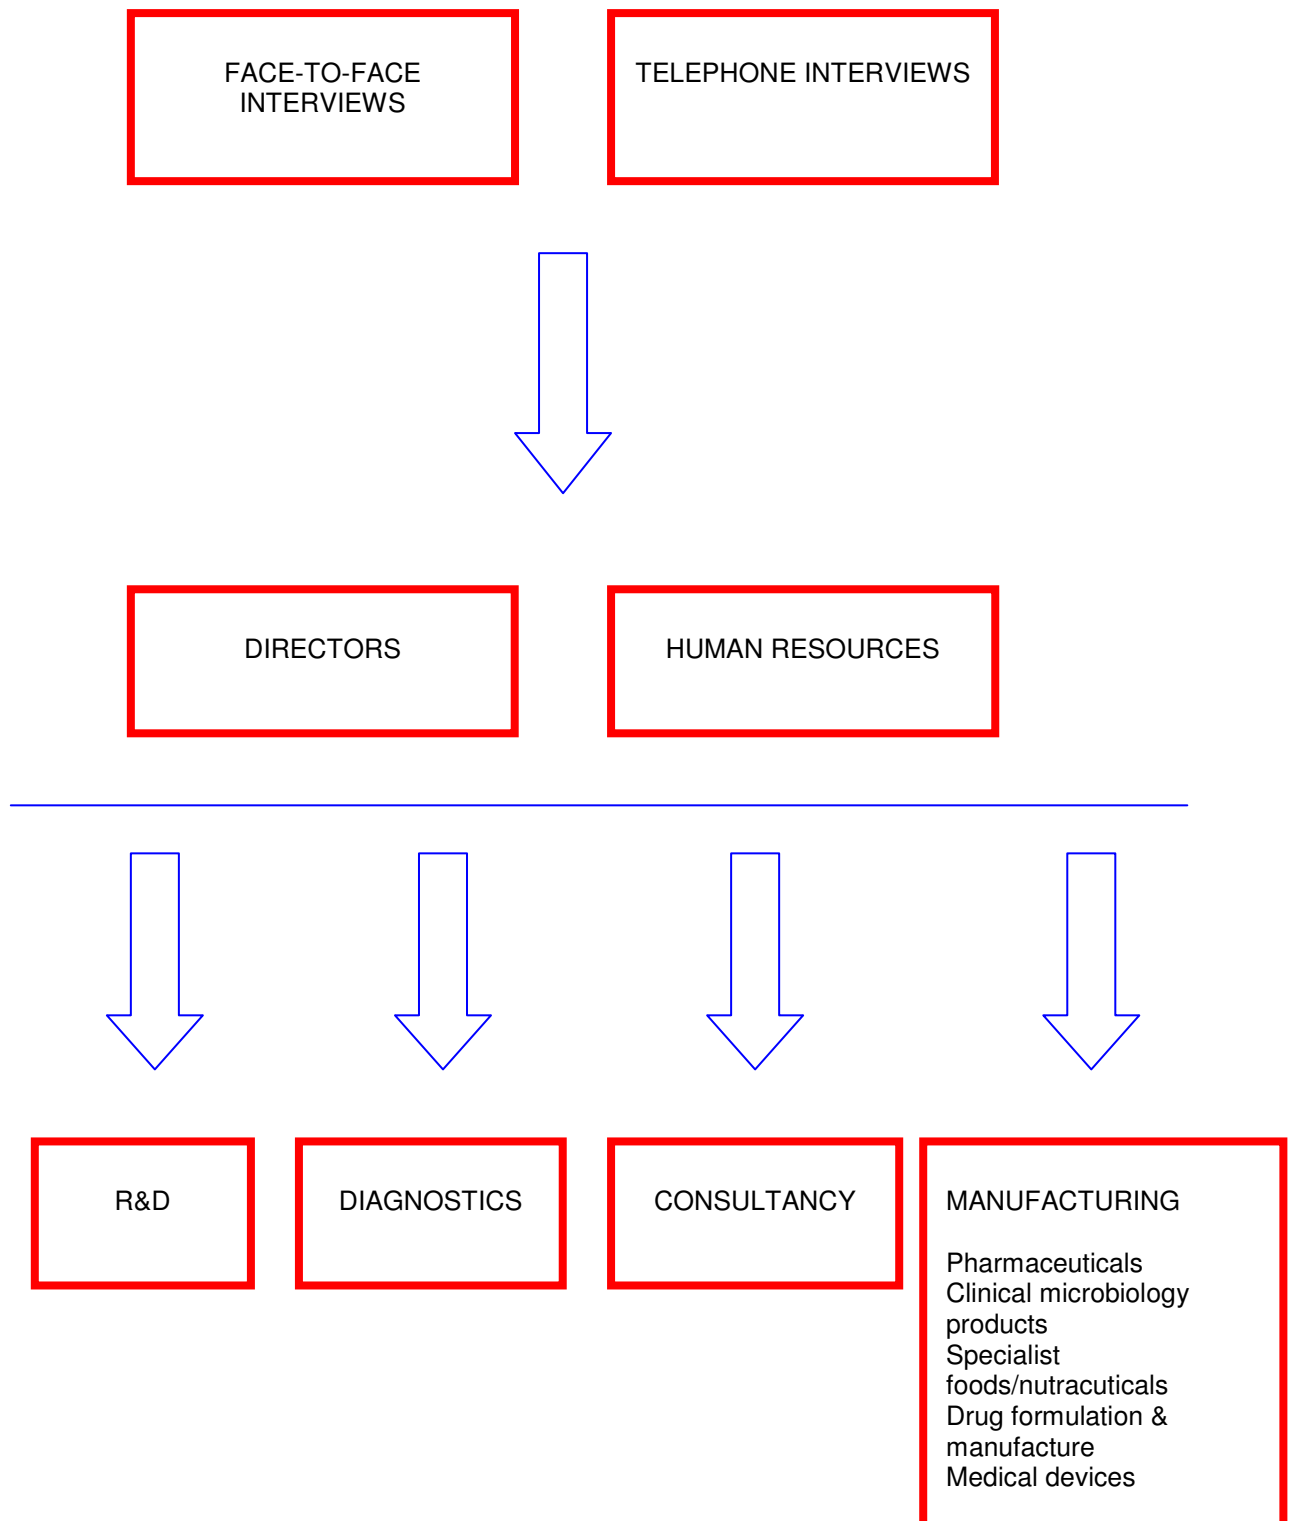 FACE-TO-FACE
INTERVIEWS
TELEPHONE INTERVIEWS
DIRECTORS
HUMAN RESOURCES
R&D
DIAGNOSTICS
CONSULTANCY
MANUFACTURING
Pharmaceuticals
Clinical microbiology
products
Specialist
foods/nutracuticals
Drug formulation &
manufacture
Medical devices